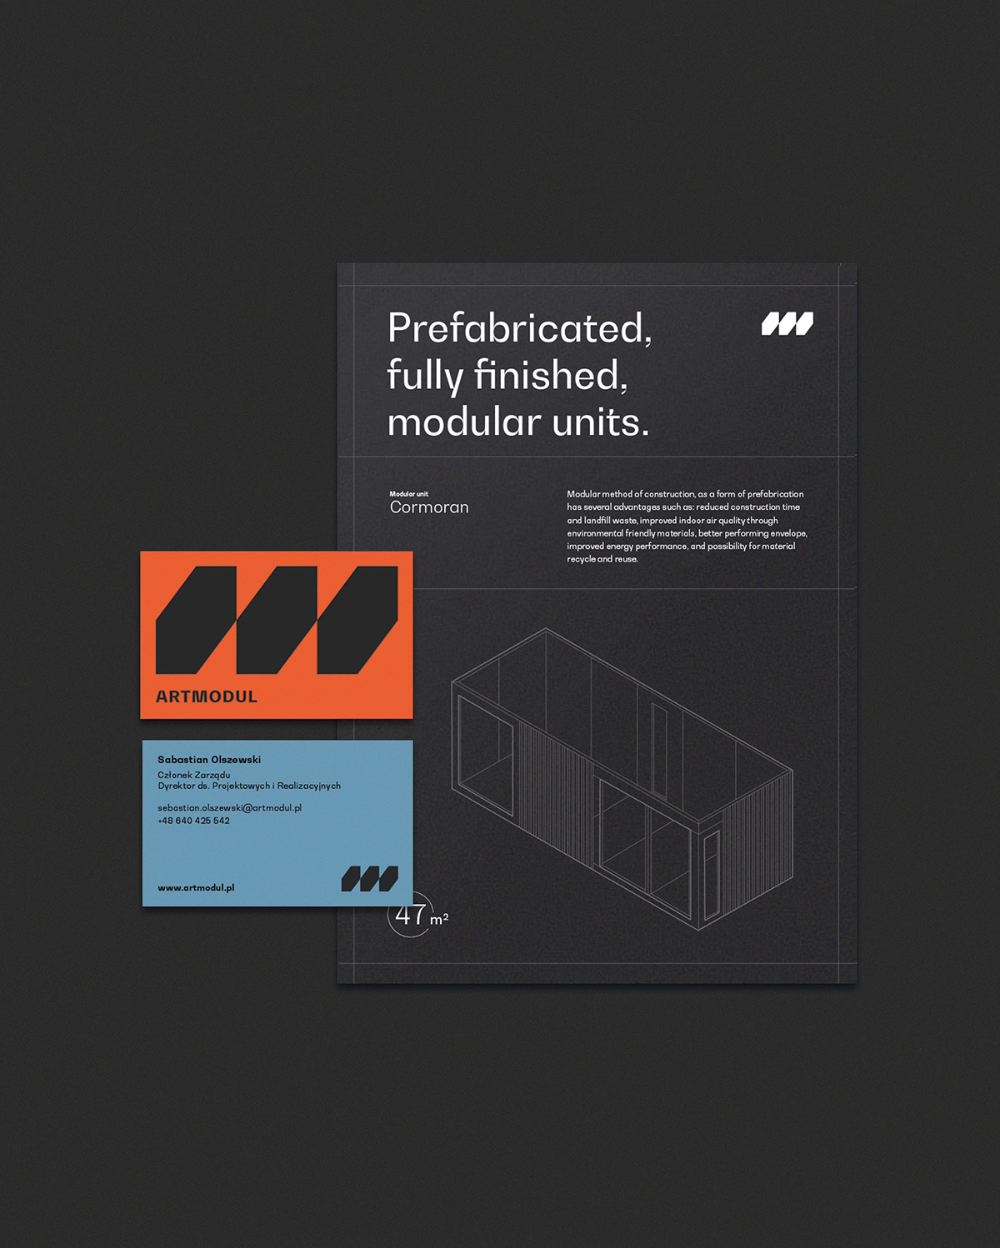 Prefabricated,
fully finished,
modular units.
Modular unit
Cormoran
Modular method of construction, as a form of prefabrication
has several advantages such as: reduced construction time
and landfill waste, improved indoor air quality through
environmental friendly materials, better performing envelope,
improved energy performance, and possibility for material
recycle and reuse.
ARTMODUL
Sabastian Olszewski
Członek Zarządu
Dyrektor ds. Projektowych i Realizacyjnych
sebastian.olszewski@artmodul.pl
+48 640 425 542
www.artmodul.pl
47 m²